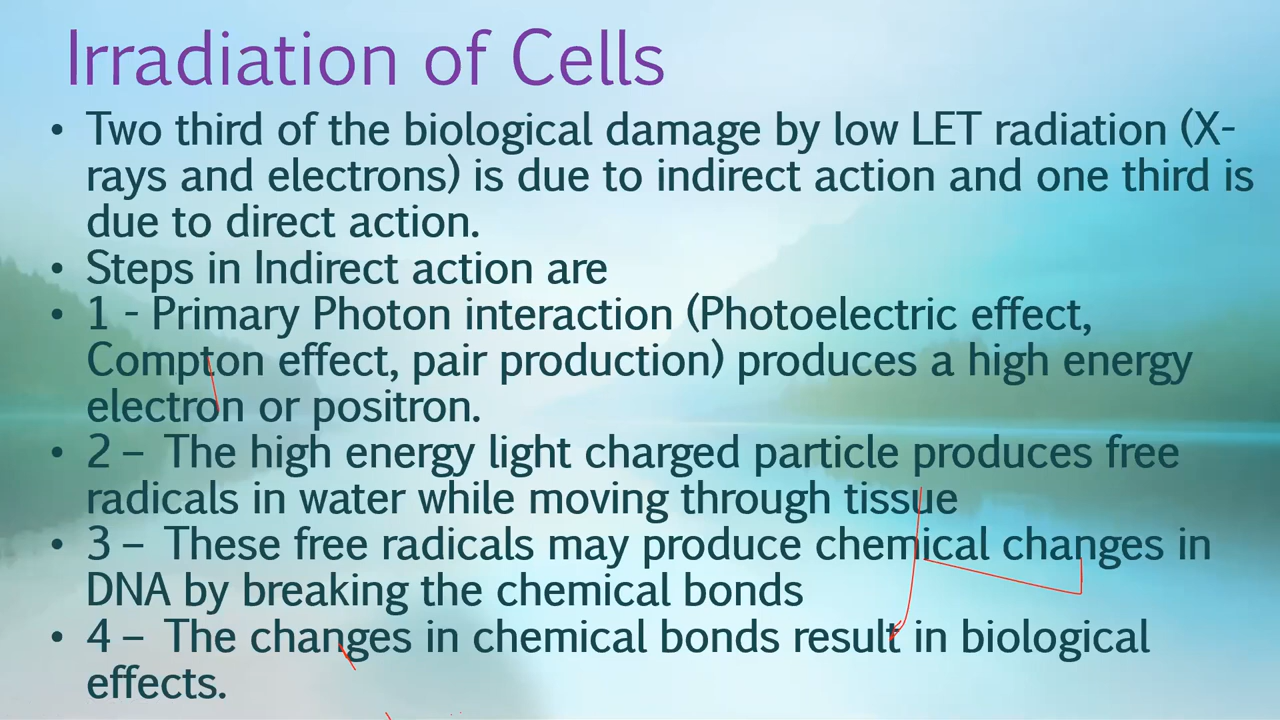 Irradiation of Cells
• Two third of the biological damage by low LET radiation (X-
rays and electrons) is due to indirect action and one third is
due to direct action.
• Steps in Indirect action are
• 1 - Primary Photon interaction (Photoelectric effect,
Compton effect, pair production) produces a high energy
electron or positron.
• 2 – The high energy light charged particle produces free
radicals in water while moving through tissue
• 3 – These free radicals may produce chemical changes in
DNA by breaking the chemical bonds
• 4 – The changes in chemical bonds result in biological
effects.